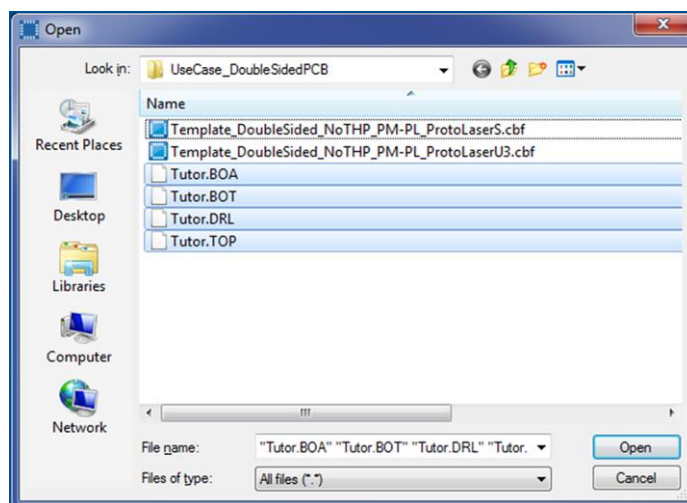 Open
Look in: UseCase_DoubleSidedPCB
Name
Template_DoubleSided_NoTHP_PM-PL_ProtoLaserS.cbf
Template_DoubleSided_NoTHP_PM-PL_ProtoLaserU3.cbf
Tutor.BOA
Tutor.BOT
Tutor.DRL
Tutor.TOP
Recent Places
Desktop
Libraries
Computer
Network
File name: "Tutor.BOA" "Tutor.BOT" "Tutor.DRL" "Tutor. Open
Files of type: All files (*.*) Cancel